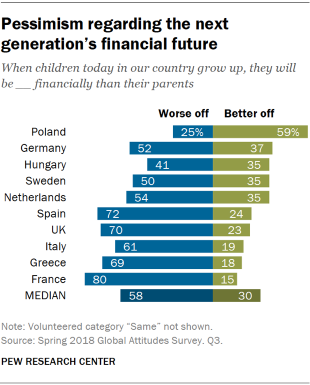 Pessimism regarding the next
generation's financial future
When children today in our country grow up, they will
be __ financially than their parents
Worse off Better off
Poland 25% 59%
Germany 52 37
Hungary 41 35
Sweden 50 35
Netherlands 54 35
Spain 72 24
UK 70 23
Italy 61 19
Greece 69 18
France 80 15
MEDIAN 58 30
Note: Volunteered category "Same" not shown.
Source: Spring 2018 Global Attitudes Survey. Q3.
PEW RESEARCH CENTER